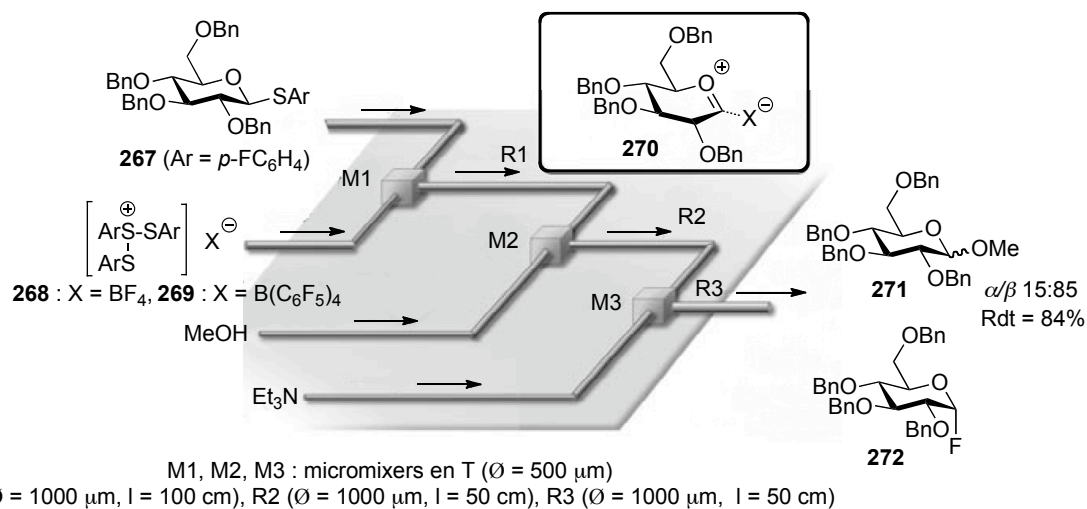 OBn
BnO
BnO
O
SAr
OBn
267 (Ar = p-FC6H4)
OBn
BnO
BnO
O
⊕
X
⊖
OBn
270
M1
R1
[ArS-SAr ArS]
⊕
X
⊖
268 : X = BF4, 269 : X = B(C6F5)4
M2
R2
MeOH
M3
R3
Et3N
OBn
BnO
BnO
O
OMe
OBn
271
α/β 15:85
Rdt = 84%
OBn
BnO
BnO
O
BnO
F
272
M1, M2, M3 : micromixers en T (Ø = 500 μm)
Ø = 1000 μm, l = 100 cm), R2 (Ø = 1000 μm, l = 50 cm), R3 (Ø = 1000 μm, l = 50 cm)